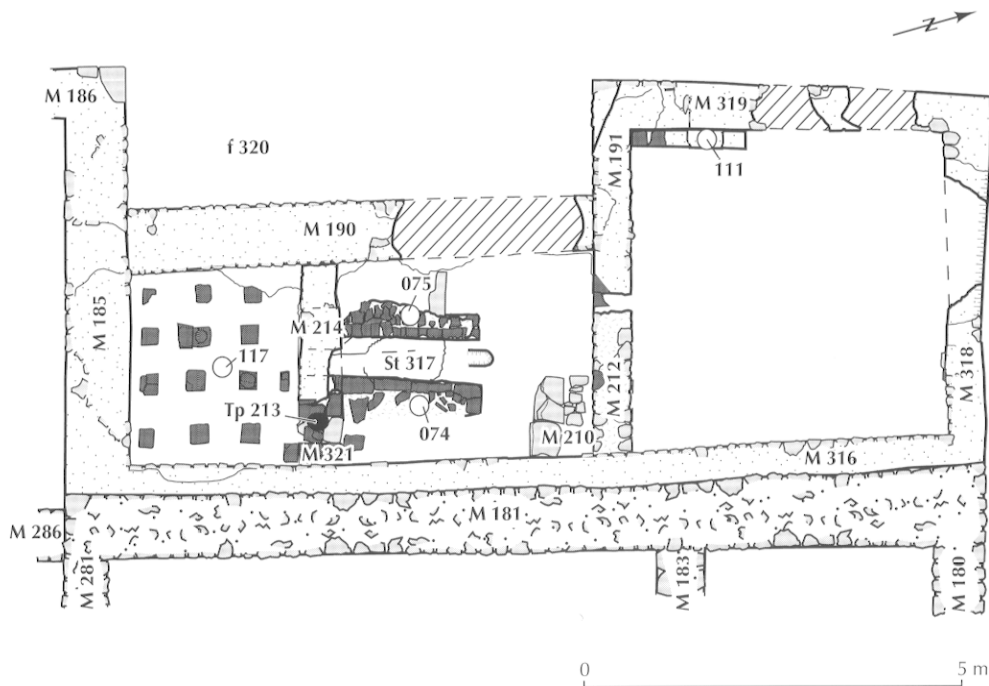 N
M 186
M 319
f 320
M 191
111
M 190
075
M 185
M 214
117
St 317
M 318
Tp 213
M 212
074
M 210
M 321
M 316
M 181
M 286
M 281
M 183
M 180
0
5 m